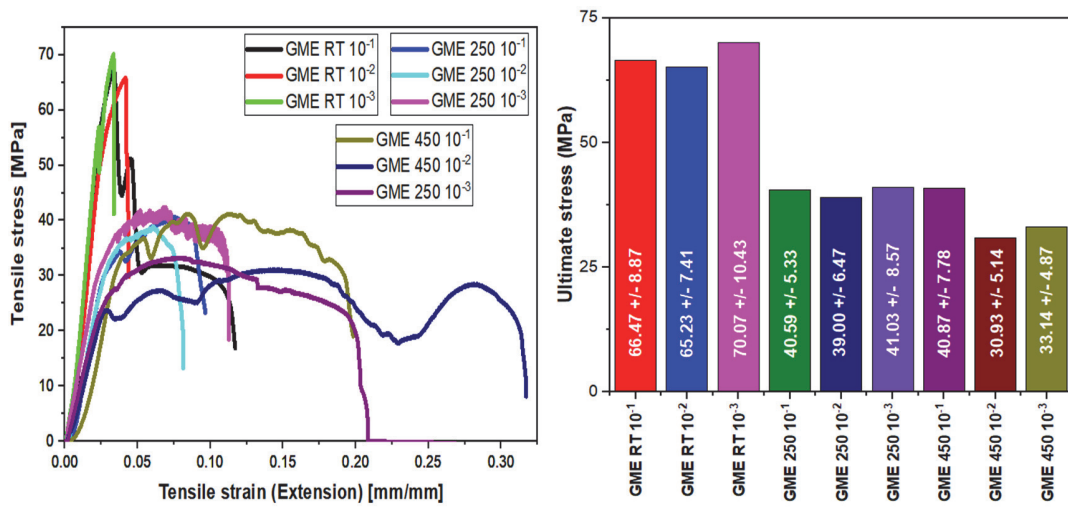 Tensile stress [MPa]
70
60
50
40
30
20
10
0
GME RT 10⁻¹
GME RT 10⁻²
GME RT 10⁻³
GME 250 10⁻¹
GME 250 10⁻²
GME 250 10⁻³
GME 450 10⁻¹
GME 450 10⁻²
GME 250 10⁻³
0.00 0.05 0.10 0.15 0.20 0.25 0.30
Tensile strain (Extension) [mm/mm]
Ultimate stress (MPa)
75
50
25
0
66.47 +/- 8.87
65.23 +/- 7.41
70.07 +/- 10.43
40.59 +/- 5.33
39.00 +/- 6.47
41.03 +/- 8.57
40.87 +/- 7.78
30.93 +/- 5.14
33.14 +/- 4.87
GME RT 10⁻¹
GME RT 10⁻²
GME RT 10⁻³
GME 250 10⁻¹
GME 250 10⁻²
GME 250 10⁻³
GME 450 10⁻¹
GME 450 10⁻²
GME 450 10⁻³